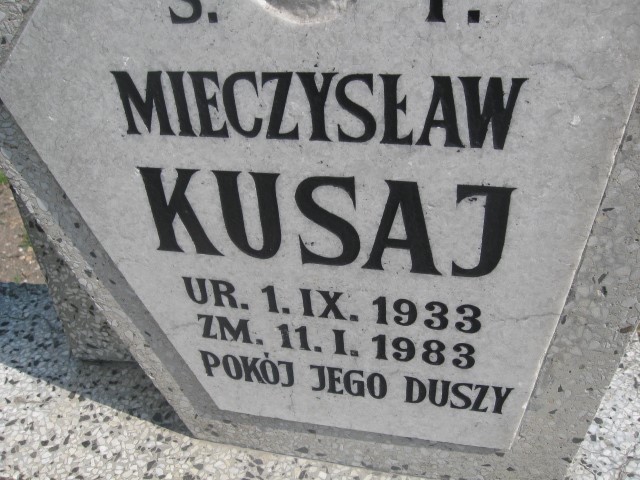 S. P.
MIECZYSŁAW
KUSAJ
UR. 1. IX. 1933
ZM. 11. I. 1983
POKÓJ JEGO DUSZY